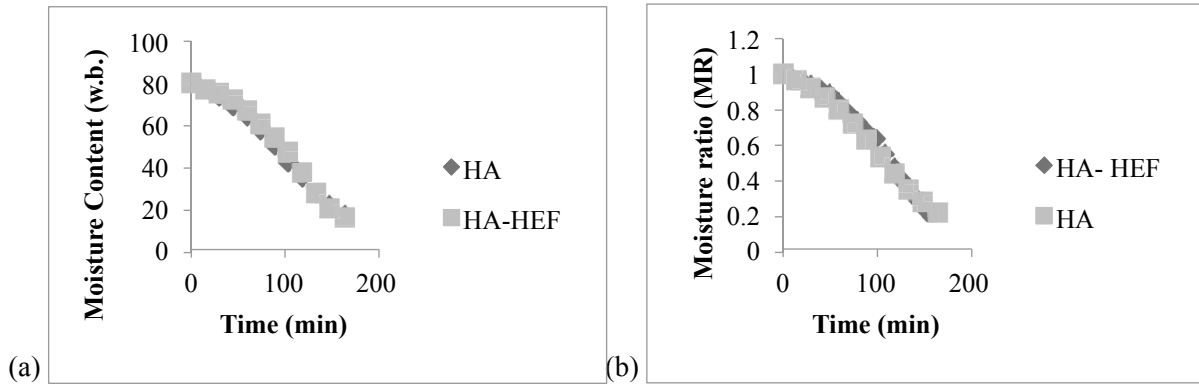 (a)
Moisture Content (w.b.)
100
80
60
40
20
0
0 100 200
Time (min)
HA
HA-HEF
(b)
Moisture ratio (MR)
1.2
1
0.8
0.6
0.4
0.2
0
0 100 200
Time (min)
HA- HEF
HA